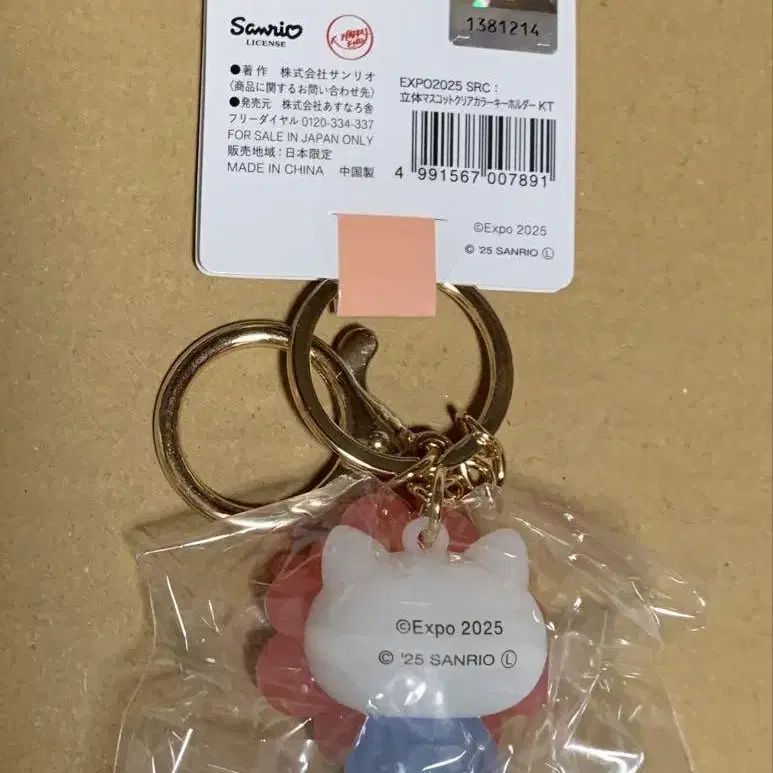 Sanrio
LICENSE
1381214
●著作 株式会社サンリオ
〈商品に関するお問い合わせ先〉
●発売元 株式会社あすなろ舎
フリーダイヤル 0120-334-337
FOR SALE IN JAPAN ONLY
販売地域：日本限定
MADE IN CHINA 中国製
EXPO2025 SRC：
立体マスコットクリアカラーキーホルダー KT
4 991567 007891
©Expo 2025
© '25 SANRIO Ⓛ
©Expo 2025
© '25 SANRIO Ⓛ